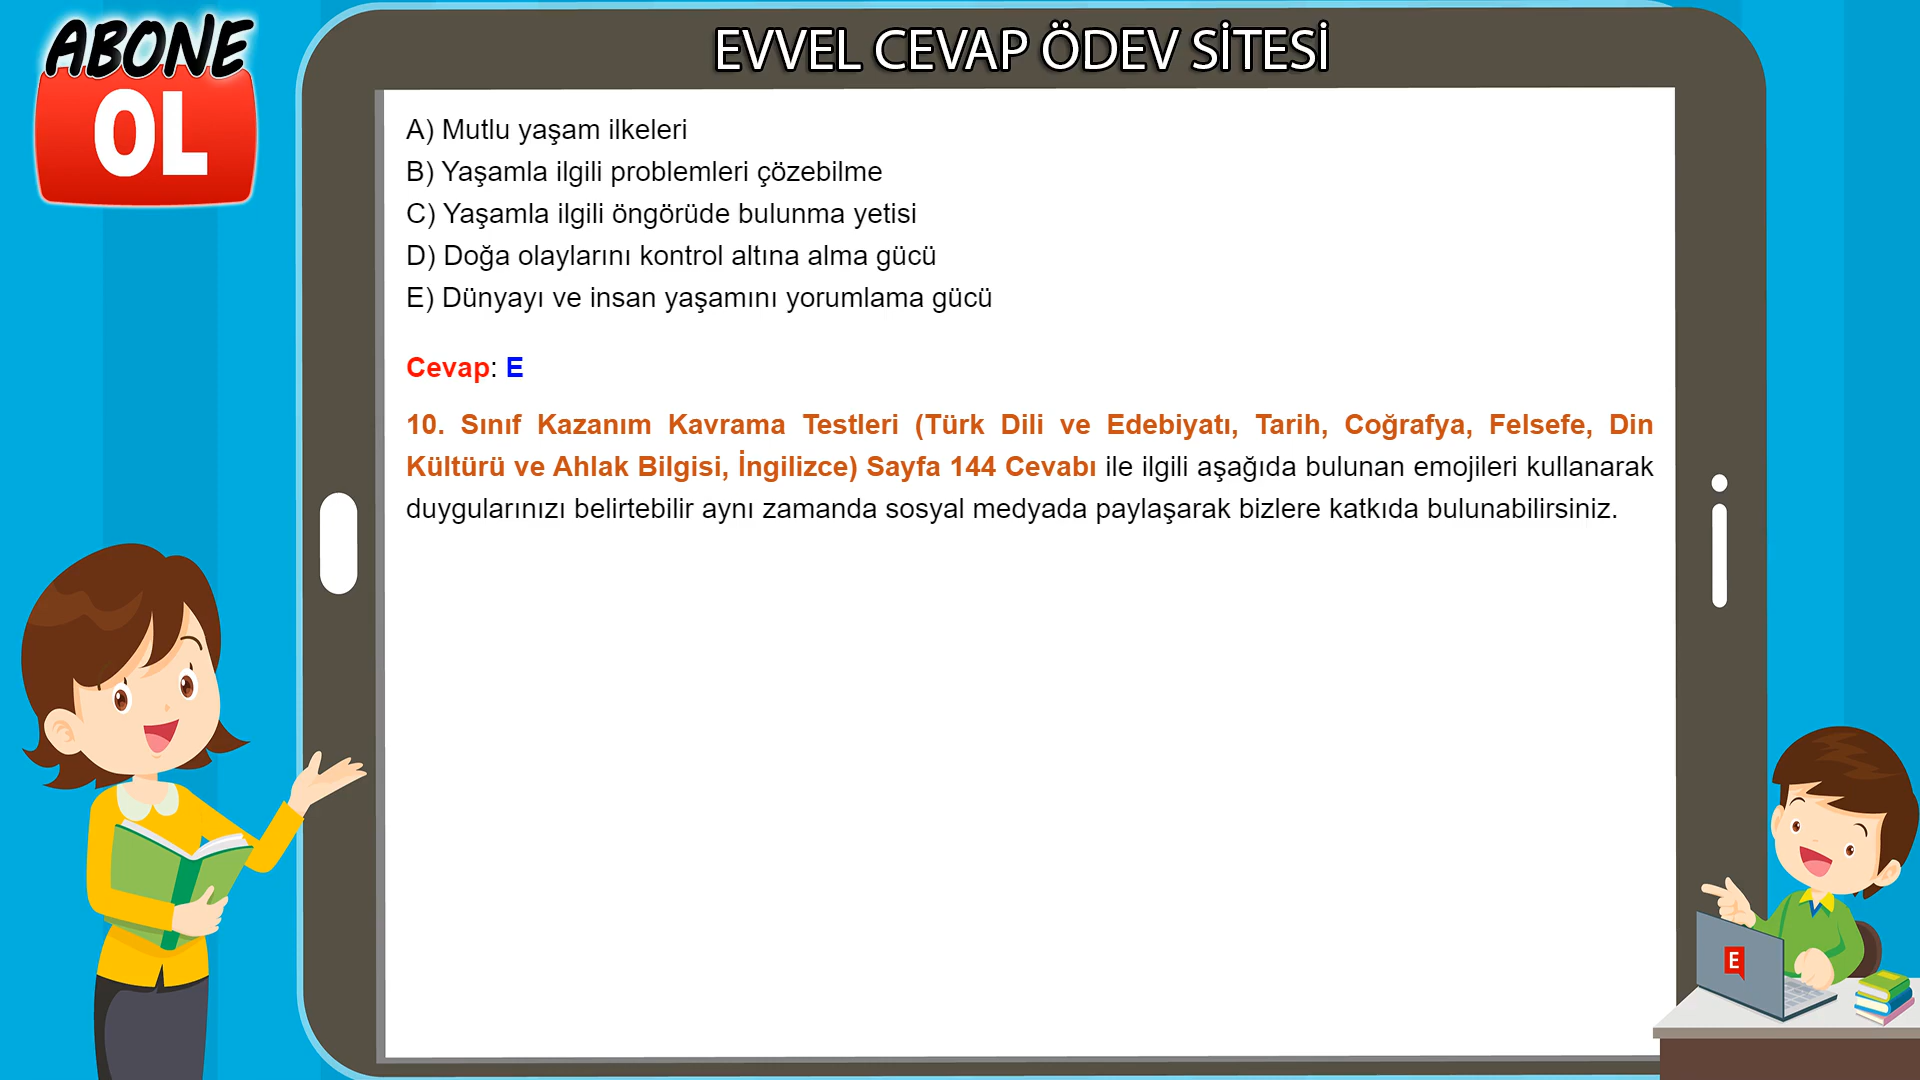 ABONE
OL
EVVEL CEVAP ÖDEV SİTESİ
A) Mutlu yaşam ilkeleri
B) Yaşamla ilgili problemleri çözebilme
C) Yaşamla ilgili öngörüde bulunma yetisi
D) Doğa olaylarını kontrol altına alma gücü
E) Dünyayı ve insan yaşamını yorumlama gücü
Cevap: E
10. Sınıf Kazanım Kavrama Testleri (Türk Dili ve Edebiyatı, Tarih, Coğrafya, Felsefe, Din
Kültürü ve Ahlak Bilgisi, İngilizce) Sayfa 144 Cevabı ile ilgili aşağıda bulunan emojileri kullanarak
duygularınızı belirtebilir aynı zamanda sosyal medyada paylaşarak bizlere katkıda bulunabilirsiniz.
E